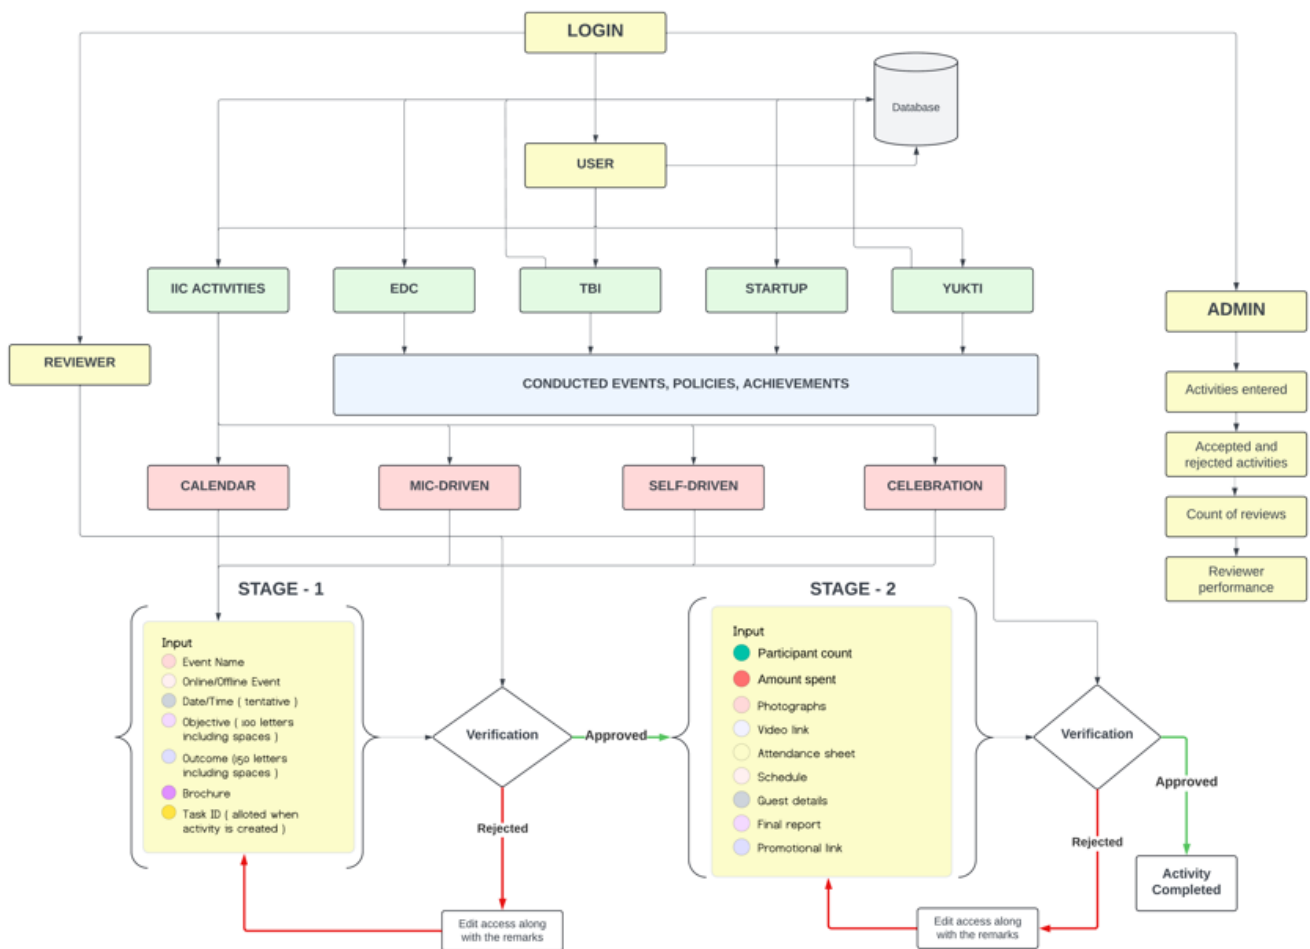 LOGIN
Database
USER
IIC ACTIVITIES
EDC
TBI
STARTUP
YUKTI
ADMIN
REVIEWER
CONDUCTED EVENTS, POLICIES, ACHIEVEMENTS
Activities entered
Accepted and
rejected activities
Count of reviews
Reviewer
performance
CALENDAR
MIC-DRIVEN
SELF-DRIVEN
CELEBRATION
STAGE - 1
Input
Event Name
Online/Offline Event
Date/Time ( tentative )
Objective ( 100 letters
including spaces )
Outcome (150 letters
including spaces )
Brochure
Task ID ( alloted when
activity is created )
Verification
Approved
Rejected
Edit access along
with the remarks
STAGE - 2
Input
Participant count
Amount spent
Photographs
Video link
Attendance sheet
Schedule
Guest details
Final report
Promotional link
Verification
Approved
Rejected
Activity
Completed
Edit access along
with the remarks